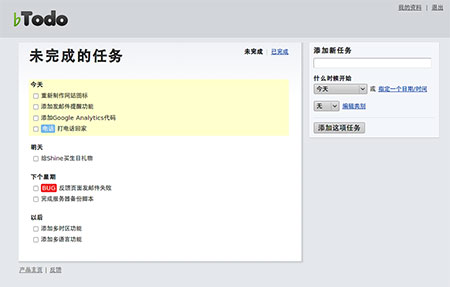 我的资料 | 退出
bTodo
未完成的任务
未完成 | 已完成
今天
重新制作网站图标
添加发邮件提醒功能
添加Google Analytics代码
电话 打电话回家
明天
给Shine买生日礼物
下个星期
BUG 反馈页面发邮件失败
完成服务器备份脚本
以后
添加多时区功能
添加多语言功能
添加新任务
什么时候开始
今天 或 指定一个日期/时间
无 编辑类别
添加这项任务
产品主页 | 反馈